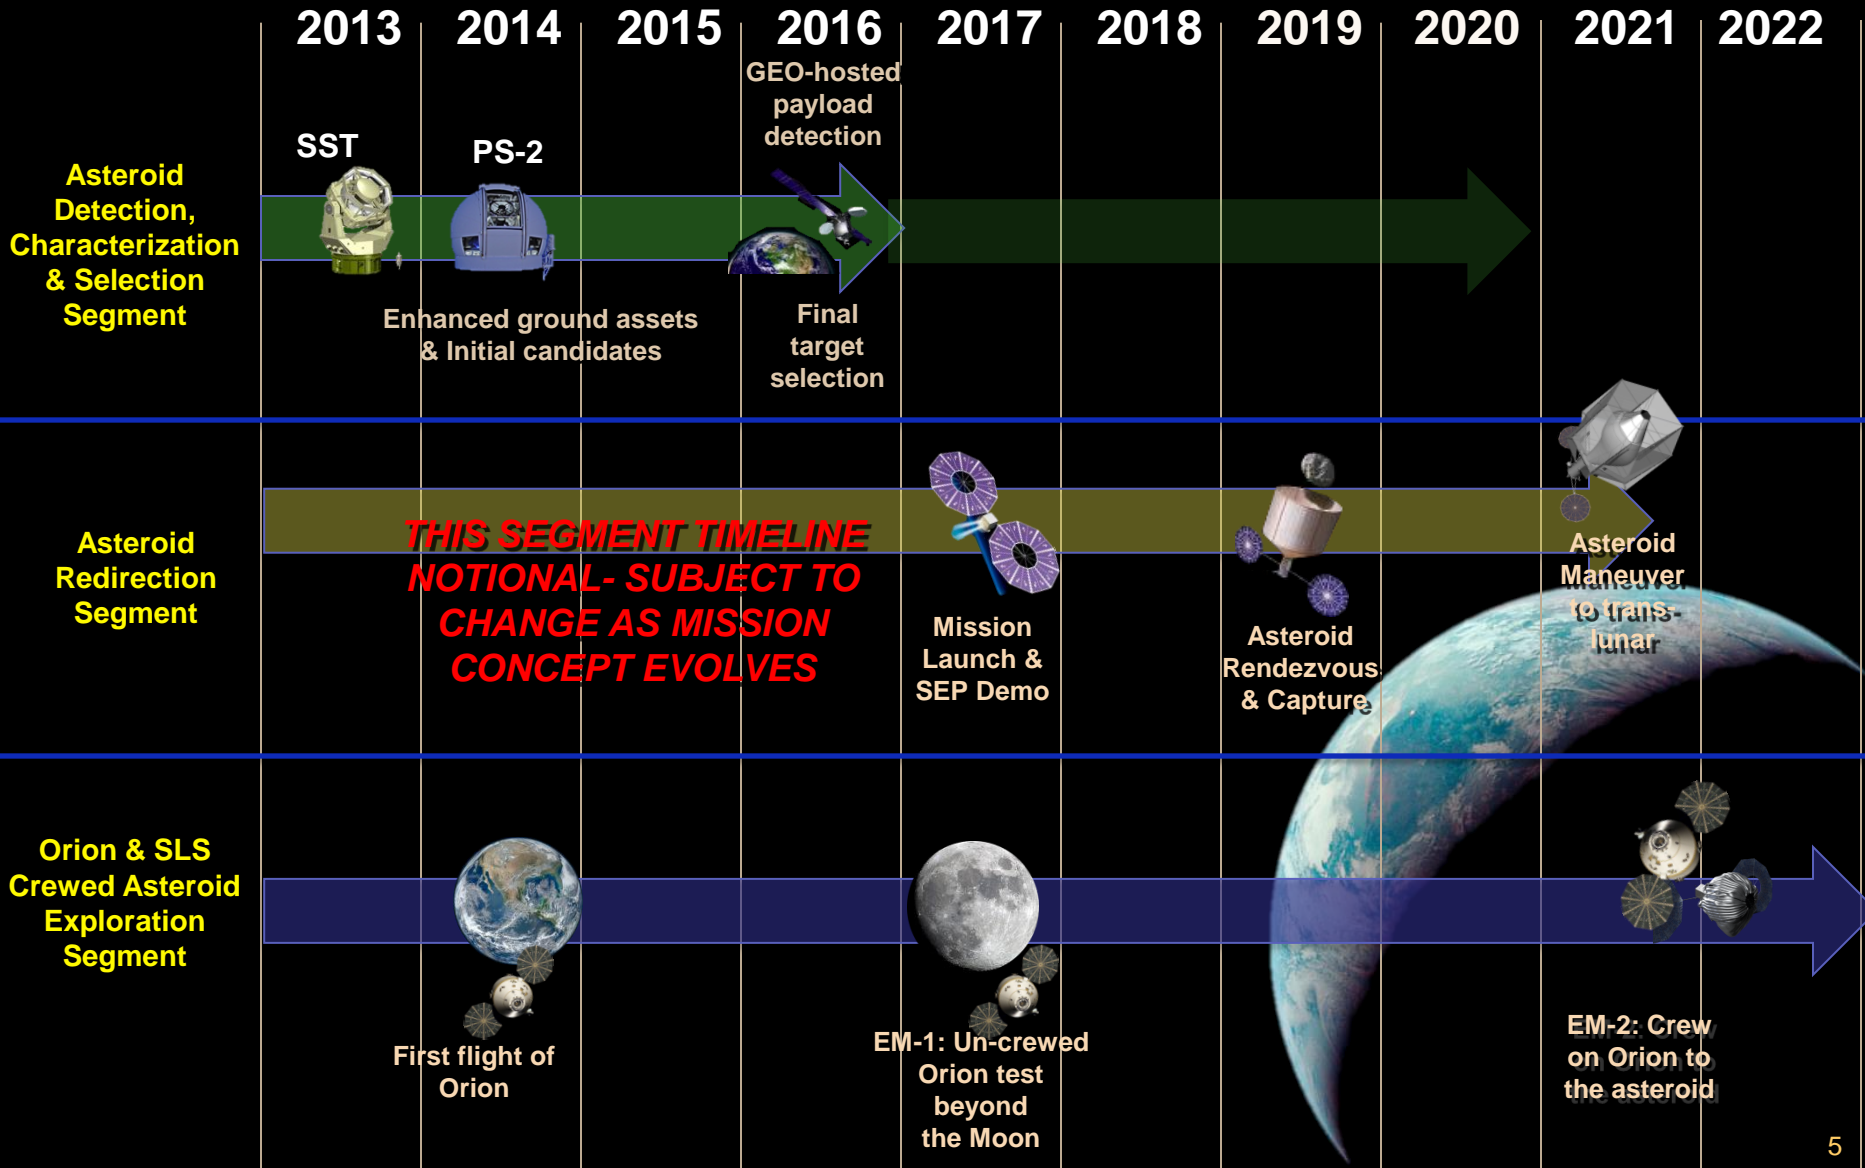 2013 2014 2015 2016 2017 2018 2019 2020 2021 2022
Asteroid
Detection,
Characterization
& Selection
Segment
SST
PS-2
GEO-hosted
payload
detection
Enhanced ground assets
& Initial candidates
Final
target
selection
Asteroid
Redirection
Segment
THIS SEGMENT TIMELINE
NOTIONAL- SUBJECT TO
CHANGE AS MISSION
CONCEPT EVOLVES
Mission
Launch &
SEP Demo
Asteroid
Rendezvous
& Capture
Asteroid
Maneuver
to trans-
lunar
Orion & SLS
Crewed Asteroid
Exploration
Segment
First flight of
Orion
EM-1: Un-crewed
Orion test
beyond
the Moon
EM-2: Crew
on Orion to
the asteroid
5